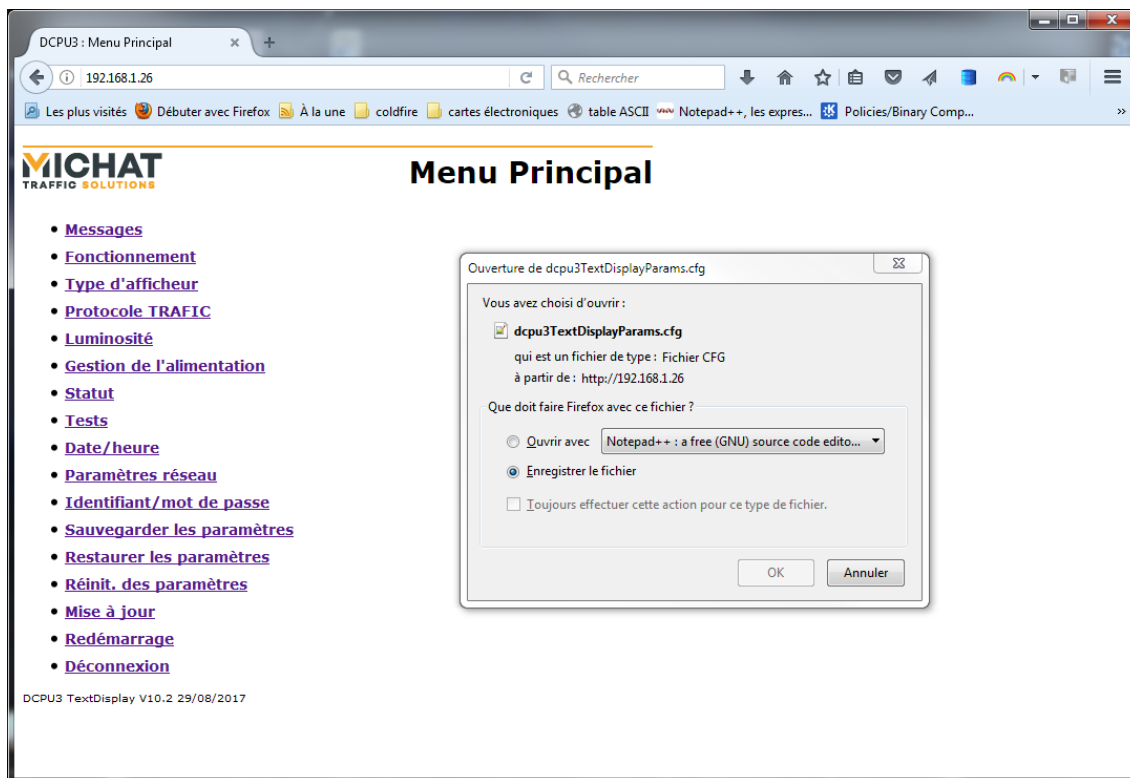 DCPU3 : Menu Principal
192.168.1.26
Rechercher
Les plus visités Débuter avec Firefox À la une coldfire cartes électroniques table ASCII Notepad++, les expres... Policies/Binary Comp... »
MICHAT
TRAFFIC SOLUTIONS
Menu Principal
• Messages
• Fonctionnement
• Type d'afficheur
• Protocole TRAFIC
• Luminosité
• Gestion de l'alimentation
• Statut
• Tests
• Date/heure
• Paramètres réseau
• Identifiant/mot de passe
• Sauvegarder les paramètres
• Restaurer les paramètres
• Réinit. des paramètres
• Mise à jour
• Redémarrage
• Déconnexion
DCPU3 TextDisplay V10.2 29/08/2017
Ouverture de dcpu3TextDisplayParams.cfg
Vous avez choisi d'ouvrir :
dcpu3TextDisplayParams.cfg
qui est un fichier de type : Fichier CFG
à partir de : http://192.168.1.26
Que doit faire Firefox avec ce fichier ?
Ouvrir avec Notepad++ : a free (GNU) source code edito...
Enregistrer le fichier
Toujours effectuer cette action pour ce type de fichier.
OK Annuler